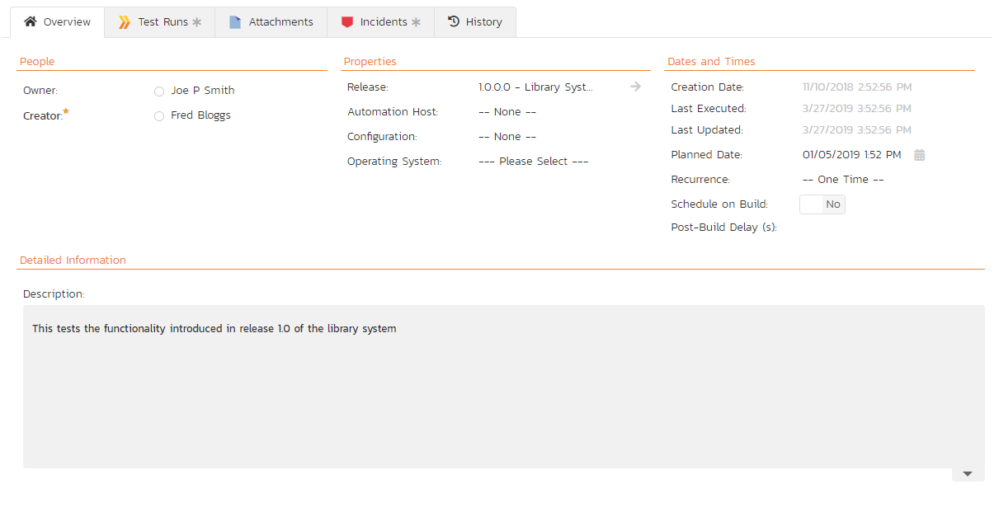 Overview
Test Runs
Attachments
Incidents
History
People
Owner: Joe P Smith
Creator:* Fred Bloggs
Properties
Release: 1.0.0.0 - Library Syst...
Automation Host: -- None --
Configuration: -- None --
Operating System: --- Please Select ---
Dates and Times
Creation Date: 11/10/2018 2:52:56 PM
Last Executed: 3/27/2019 3:52:56 PM
Last Updated: 3/27/2019 3:52:56 PM
Planned Date: 01/05/2019 1:52 PM
Recurrence: -- One Time --
Schedule on Build: No
Post-Build Delay (s):
Detailed Information
Description:
This tests the functionality introduced in release 1.0 of the library system